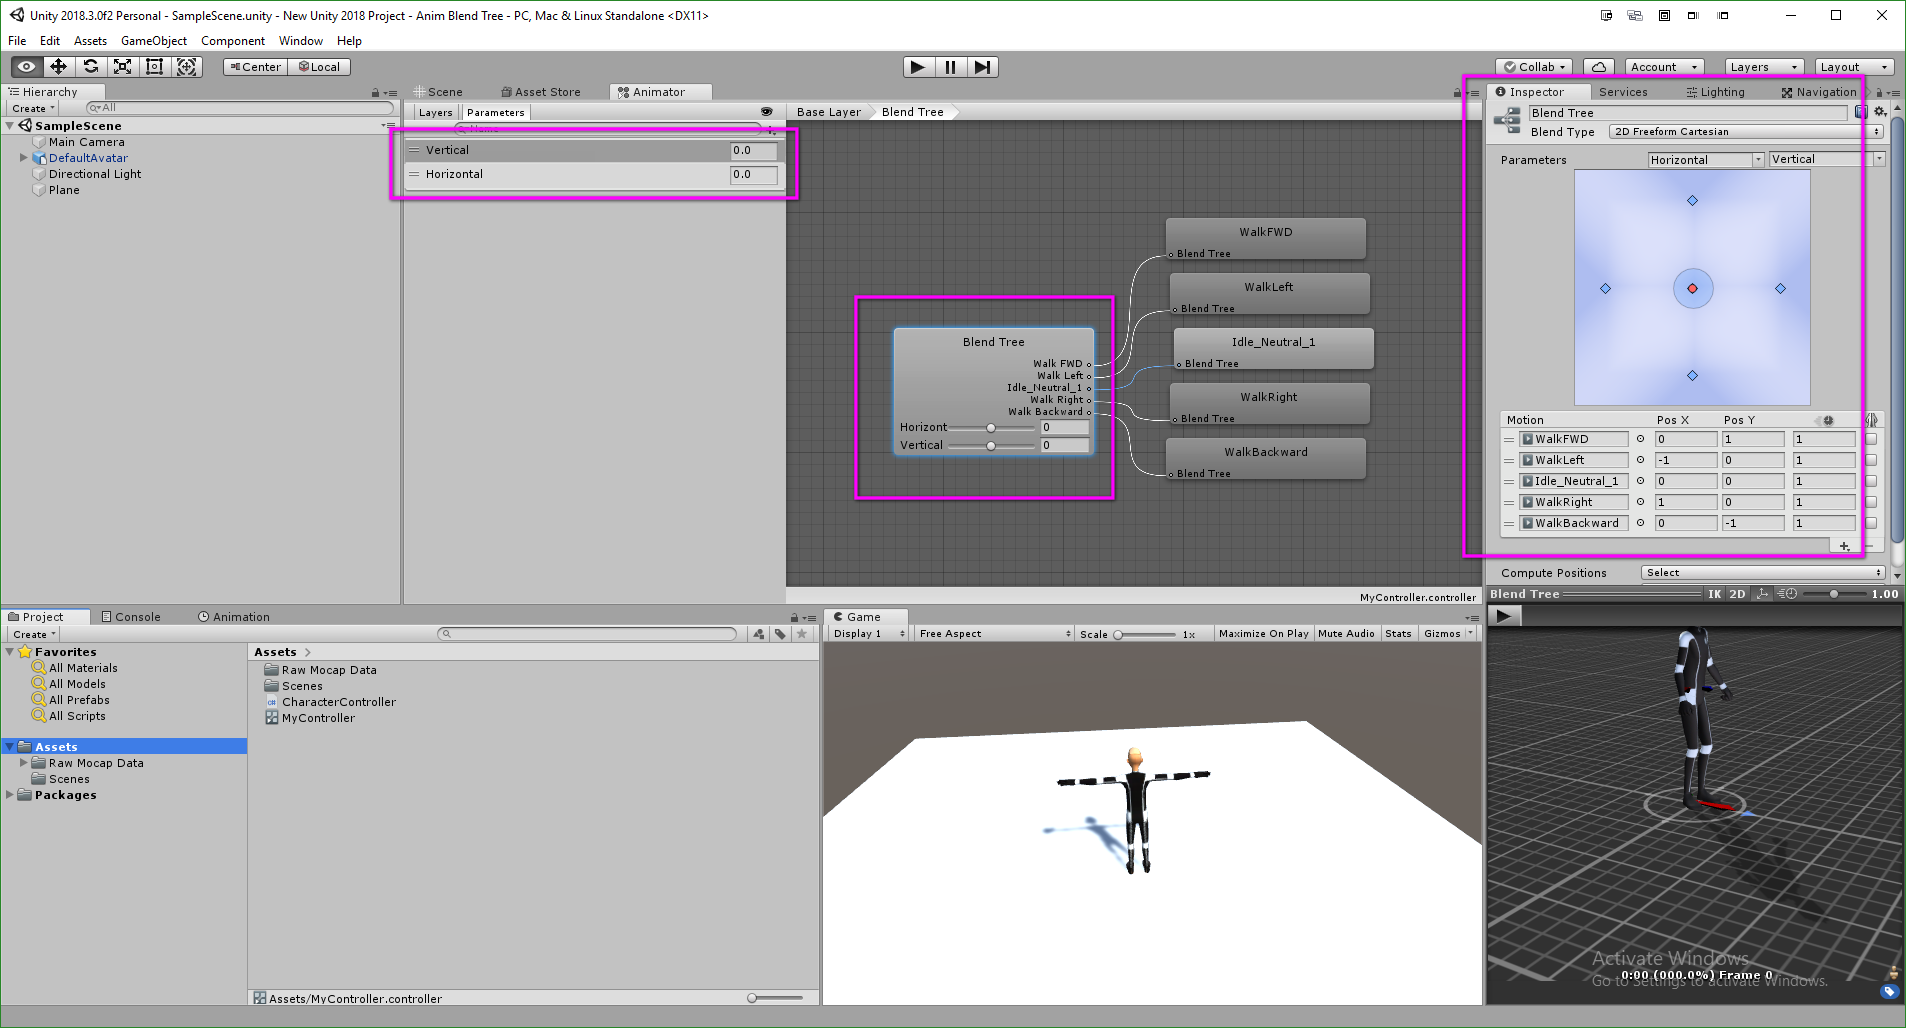 Unity 2018.3.0f2 Personal - SampleScene.unity - New Unity 2018 Project - Anim Blend Tree - PC, Mac & Linux Standalone <DX11>
File Edit Assets GameObject Component Window Help
Center Local
Collab Account Layers Layout
Hierarchy
Create All
SampleScene
Main Camera
DefaultAvatar
Directional Light
Plane
Scene Asset Store Animator
Layers Parameters
Name
Vertical 0.0
Horizontal 0.0
Base Layer Blend Tree
WalkFWD
Blend Tree
WalkLeft
Blend Tree
Idle_Neutral_1
Blend Tree
WalkRight
Blend Tree
WalkBackward
Blend Tree
Blend Tree
Walk FWD
Walk Left
Idle_Neutral_1
Walk Right
Walk Backward
Horizont 0
Vertical 0
MyController.controller
Inspector Services Lighting Navigation
Blend Tree
Blend Type 2D Freeform Cartesian
Parameters Horizontal Vertical
Motion Pos X Pos Y
WalkFWD 0 1 1
WalkLeft -1 0 1
Idle_Neutral_1 0 0 1
WalkRight 1 0 1
WalkBackward 0 -1 1
Compute Positions Select
Blend Tree IK 2D 1.00
Activate Windows
0:00 (000.0%) Frame 0
Go to Settings to activate Windows.
Project Console Animation
Create
Favorites
All Materials
All Models
All Prefabs
All Scripts
Assets
Raw Mocap Data
Scenes
Packages
Assets
Raw Mocap Data
Scenes
CharacterController
MyController
Assets/MyController.controller
Game
Display 1 Free Aspect Scale 1x Maximize On Play Mute Audio Stats Gizmos